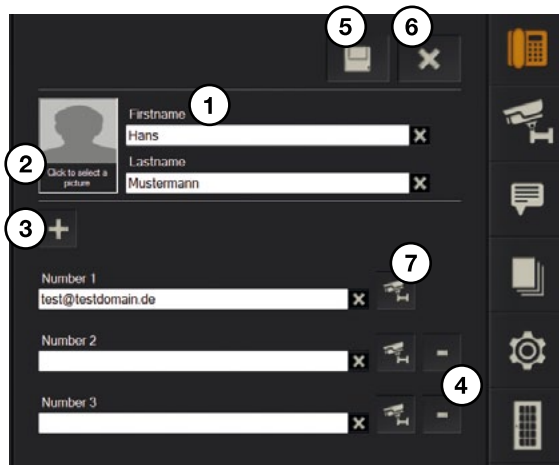 5
6
1
Firstname
Hans
2
Click to select a
picture
Lastname
Mustermann
3
7
Number 1
test@testdomain.de
Number 2
4
Number 3